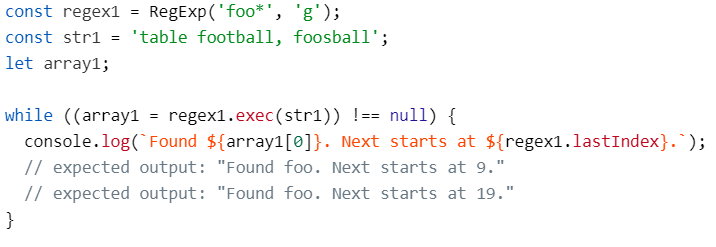 const regex1 = RegExp('foo*', 'g');
const str1 = 'table football, foosball';
let array1;

while ((array1 = regex1.exec(str1)) !== null) {
  console.log(`Found ${array1[0]}. Next starts at ${regex1.lastIndex}.`);
  // expected output: "Found foo. Next starts at 9."
  // expected output: "Found foo. Next starts at 19."
}